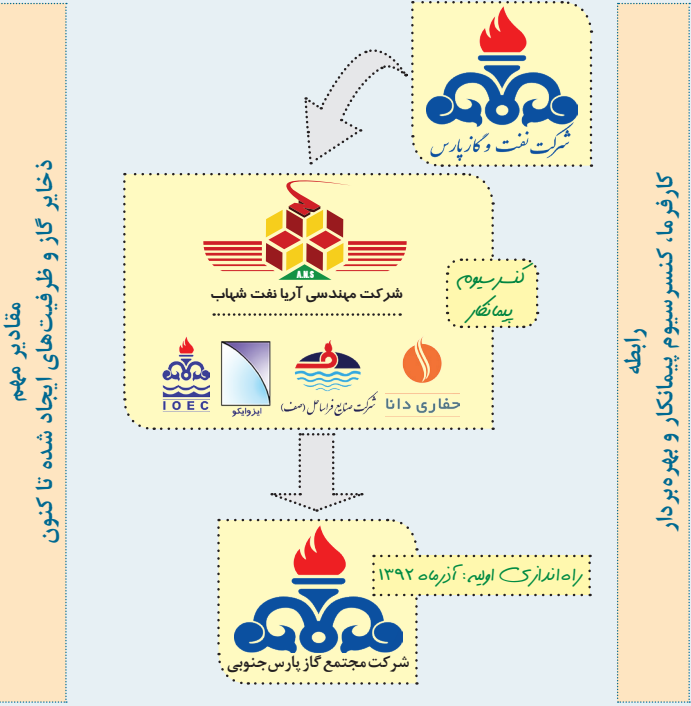 رابطه
کارفرما، کنسرسیوم پیمانکار و بهره‌بردار
شرکت نفت و گاز پارس
A.N.S
شرکت مهندسی آریا نفت شهاب
کنسرسیوم
پیمانکار
حفاری دانا
شرکت صنایع فراساحل (صف)
ایزوایکو
IOEC
راه‌اندازی اولیه: آذرماه ۱۳۹۲
شرکت مجتمع گاز پارس جنوبی
مقادیر مهم
ذخایر گاز و ظرفیت‌های ایجاد شده تا کنون